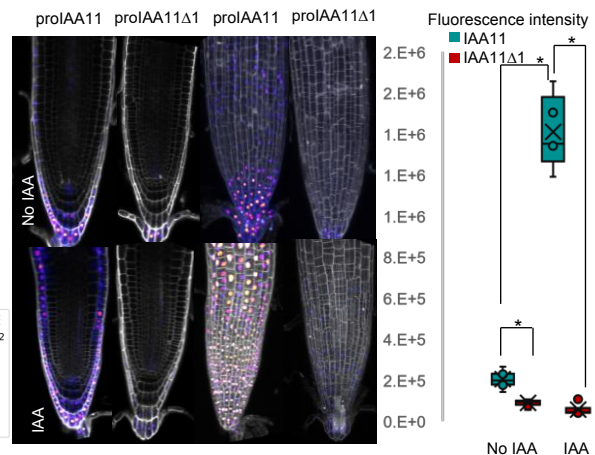 proIAA11 proIAA11Δ1 proIAA11 proIAA11Δ1
No IAA
IAA
2
Fluorescence intensity
IAA11
IAA11Δ1
*
*
*
2.E+6
2.E+6
1.E+6
1.E+6
1.E+6
8.E+5
6.E+5
4.E+5
2.E+5
0.E+0
No IAA IAA